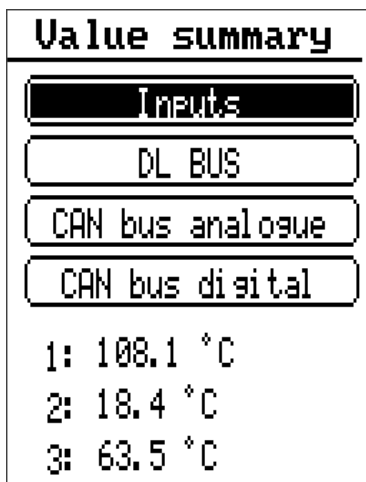 Value summary
Inputs
DL BUS
CAN bus analogue
CAN bus digital
1: 108.1 °C
2: 18.4 °C
3: 63.5 °C